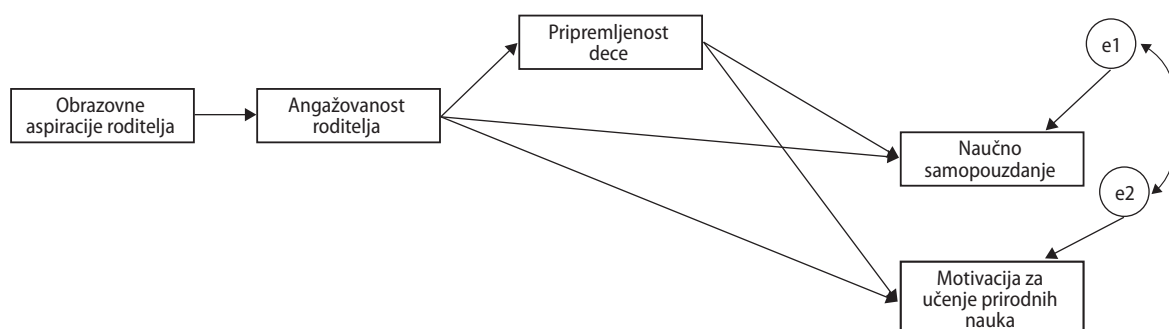 Pripremljenost
dece
e1
Obrazovne
aspiracije roditelja
Angažovanost
roditelja
Naučno
samopouzdanje
e2
Motivacija za
učenje prirodnih
nauka